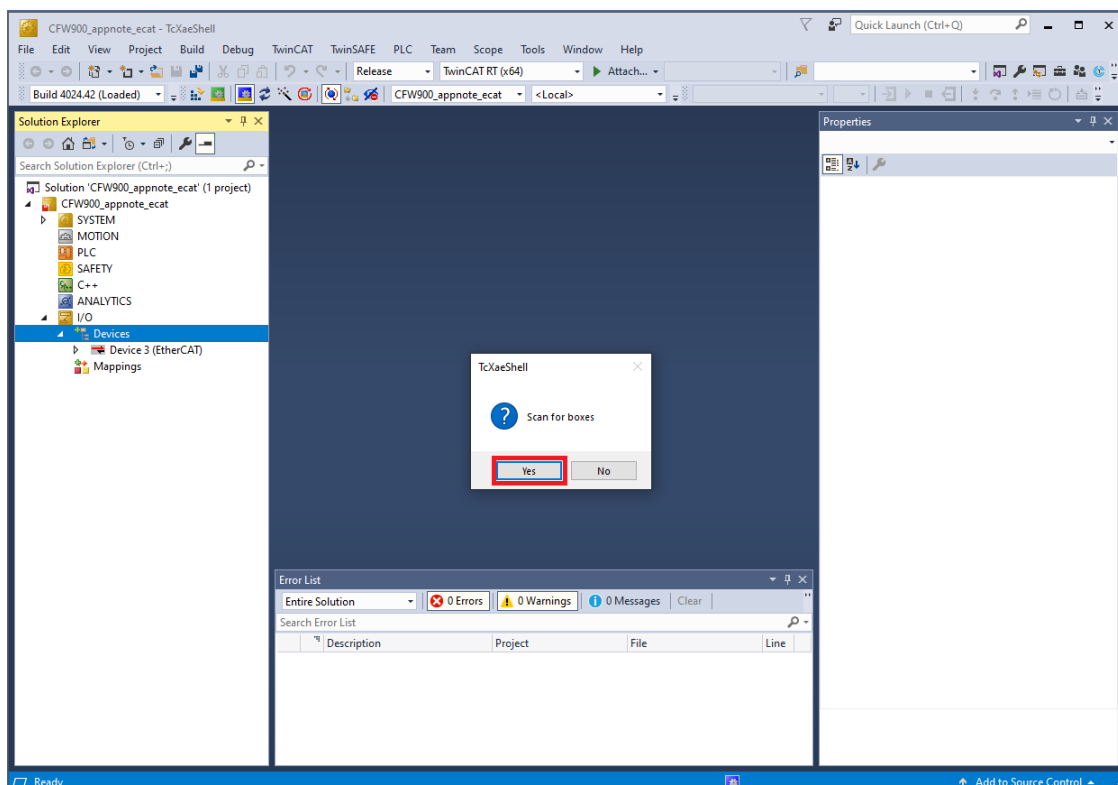 CFW900_appnote_ecat - TcXaeShell
Quick Launch (Ctrl+Q)
File Edit View Project Build Debug TwinCAT TwinSAFE PLC Team Scope Tools Window Help
Release TwinCAT RT (x64) Attach...
Build 4024.42 (Loaded) CFW900_appnote_ecat <Local>
Solution Explorer
Search Solution Explorer (Ctrl+;)
Solution 'CFW900_appnote_ecat' (1 project)
CFW900_appnote_ecat
SYSTEM
MOTION
PLC
SAFETY
C++
ANALYTICS
I/O
Devices
Device 3 (EtherCAT)
Mappings
TcXaeShell
Scan for boxes
Yes No
Error List
Entire Solution 0 Errors 0 Warnings 0 Messages Clear
Search Error List
Description Project File Line
Properties
Ready
Add to Source Control